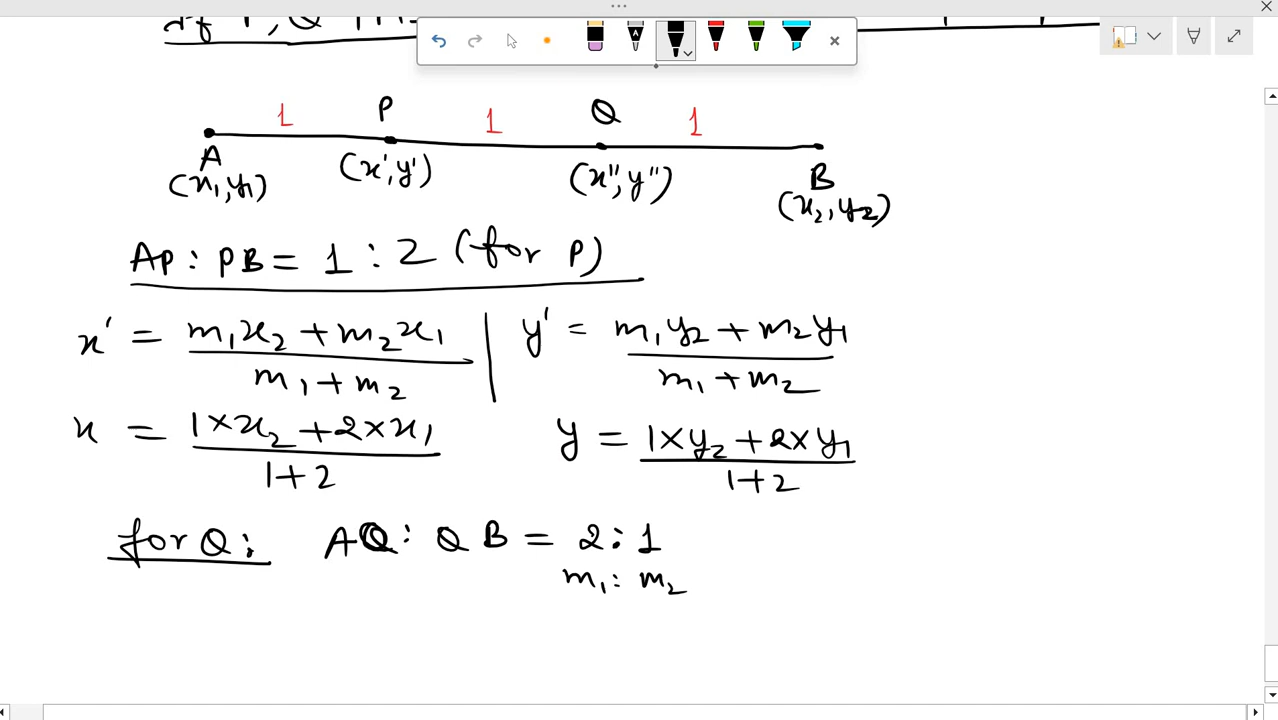 If P, Q
1 P 1 Q 1
A (x', y') (x'', y'') B
(x₁, y₁) (x₂, y₂)
AP : PB = 1 : 2 (for P)
x' = (m₁x₂ + m₂x₁)/(m₁ + m₂) | y' = (m₁y₂ + m₂y₁)/(m₁ + m₂)
x = (1×x₂ + 2×x₁)/(1+2) y = (1×y₂ + 2×y₁)/(1+2)
for Q : AQ : QB = 2 : 1
m₁ : m₂